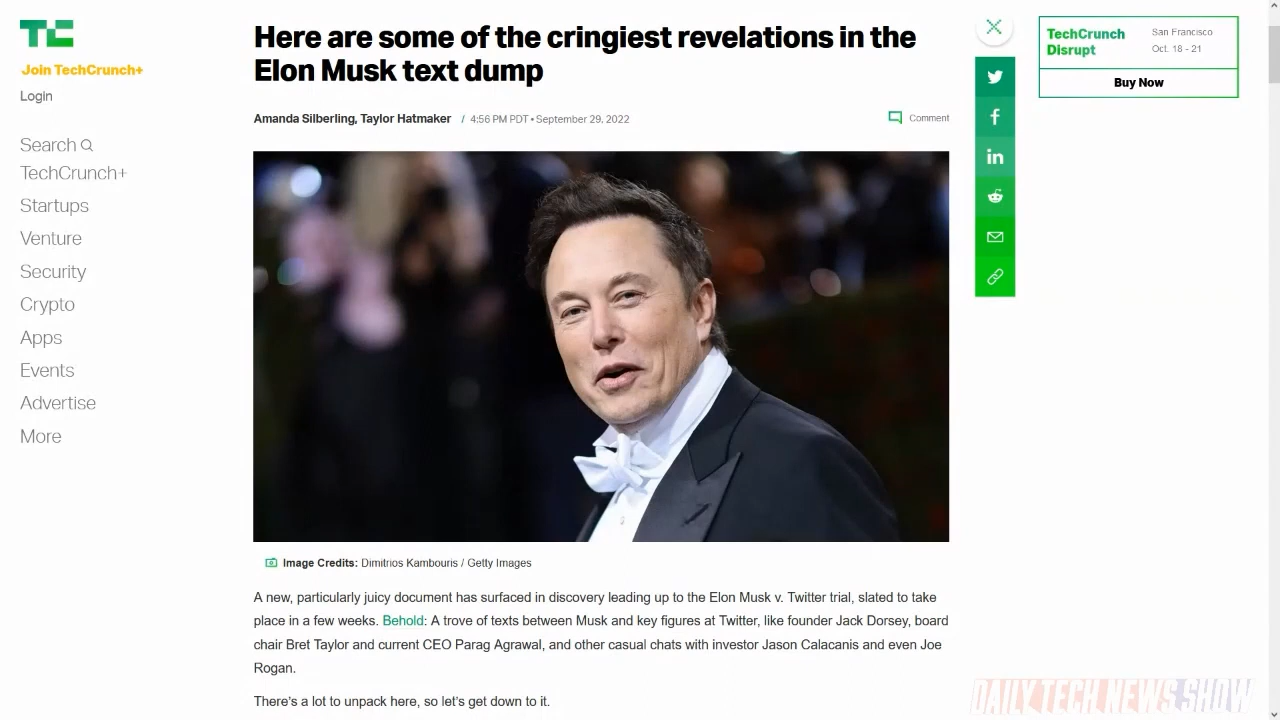 TC
Join TechCrunch+
Login
Search
TechCrunch+
Startups
Venture
Security
Crypto
Apps
Events
Advertise
More
Here are some of the cringiest revelations in the
Elon Musk text dump
Amanda Silberling, Taylor Hatmaker / 4:56 PM PDT • September 29, 2022
Comment
Image Credits: Dimitrios Kambouris / Getty Images
A new, particularly juicy document has surfaced in discovery leading up to the Elon Musk v. Twitter trial, slated to take
place in a few weeks. Behold: A trove of texts between Musk and key figures at Twitter, like founder Jack Dorsey, board
chair Bret Taylor and current CEO Parag Agrawal, and other casual chats with investor Jason Calacanis and even Joe
Rogan.
There's a lot to unpack here, so let's get down to it.
f
in
TechCrunch
Disrupt
San Francisco
Oct. 18 - 21
Buy Now
DAILY TECH NEWS SHOW